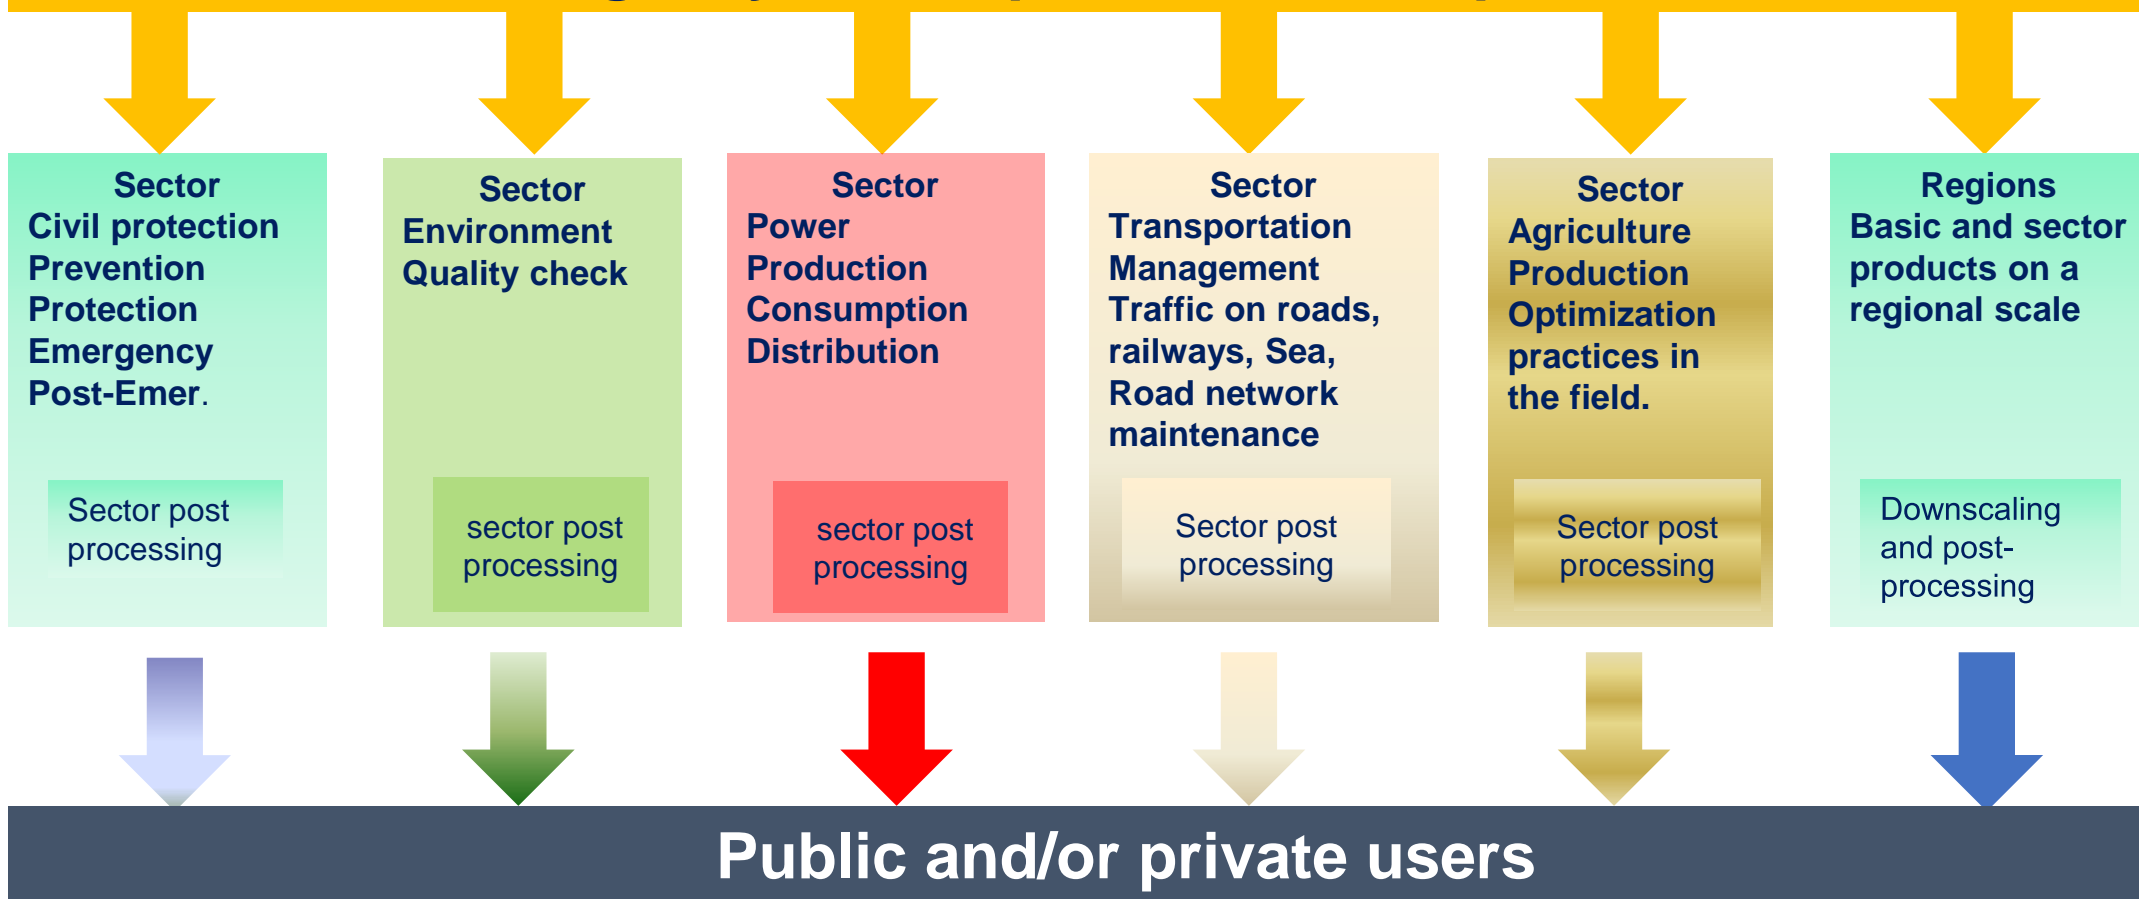 Sector
Civil protection
Prevention
Protection
Emergency
Post-Emer.
Sector post
processing
Sector
Environment
Quality check
sector post
processing
Sector
Power
Production
Consumption
Distribution
sector post
processing
Sector
Transportation
Management
Traffic on roads,
railways, Sea,
Road network
maintenance
Sector post
processing
Sector
Agriculture
Production
Optimization
practices in
the field.
Sector post
processing
Regions
Basic and sector
products on a
regional scale
Downscaling
and post-
processing
Public and/or private users